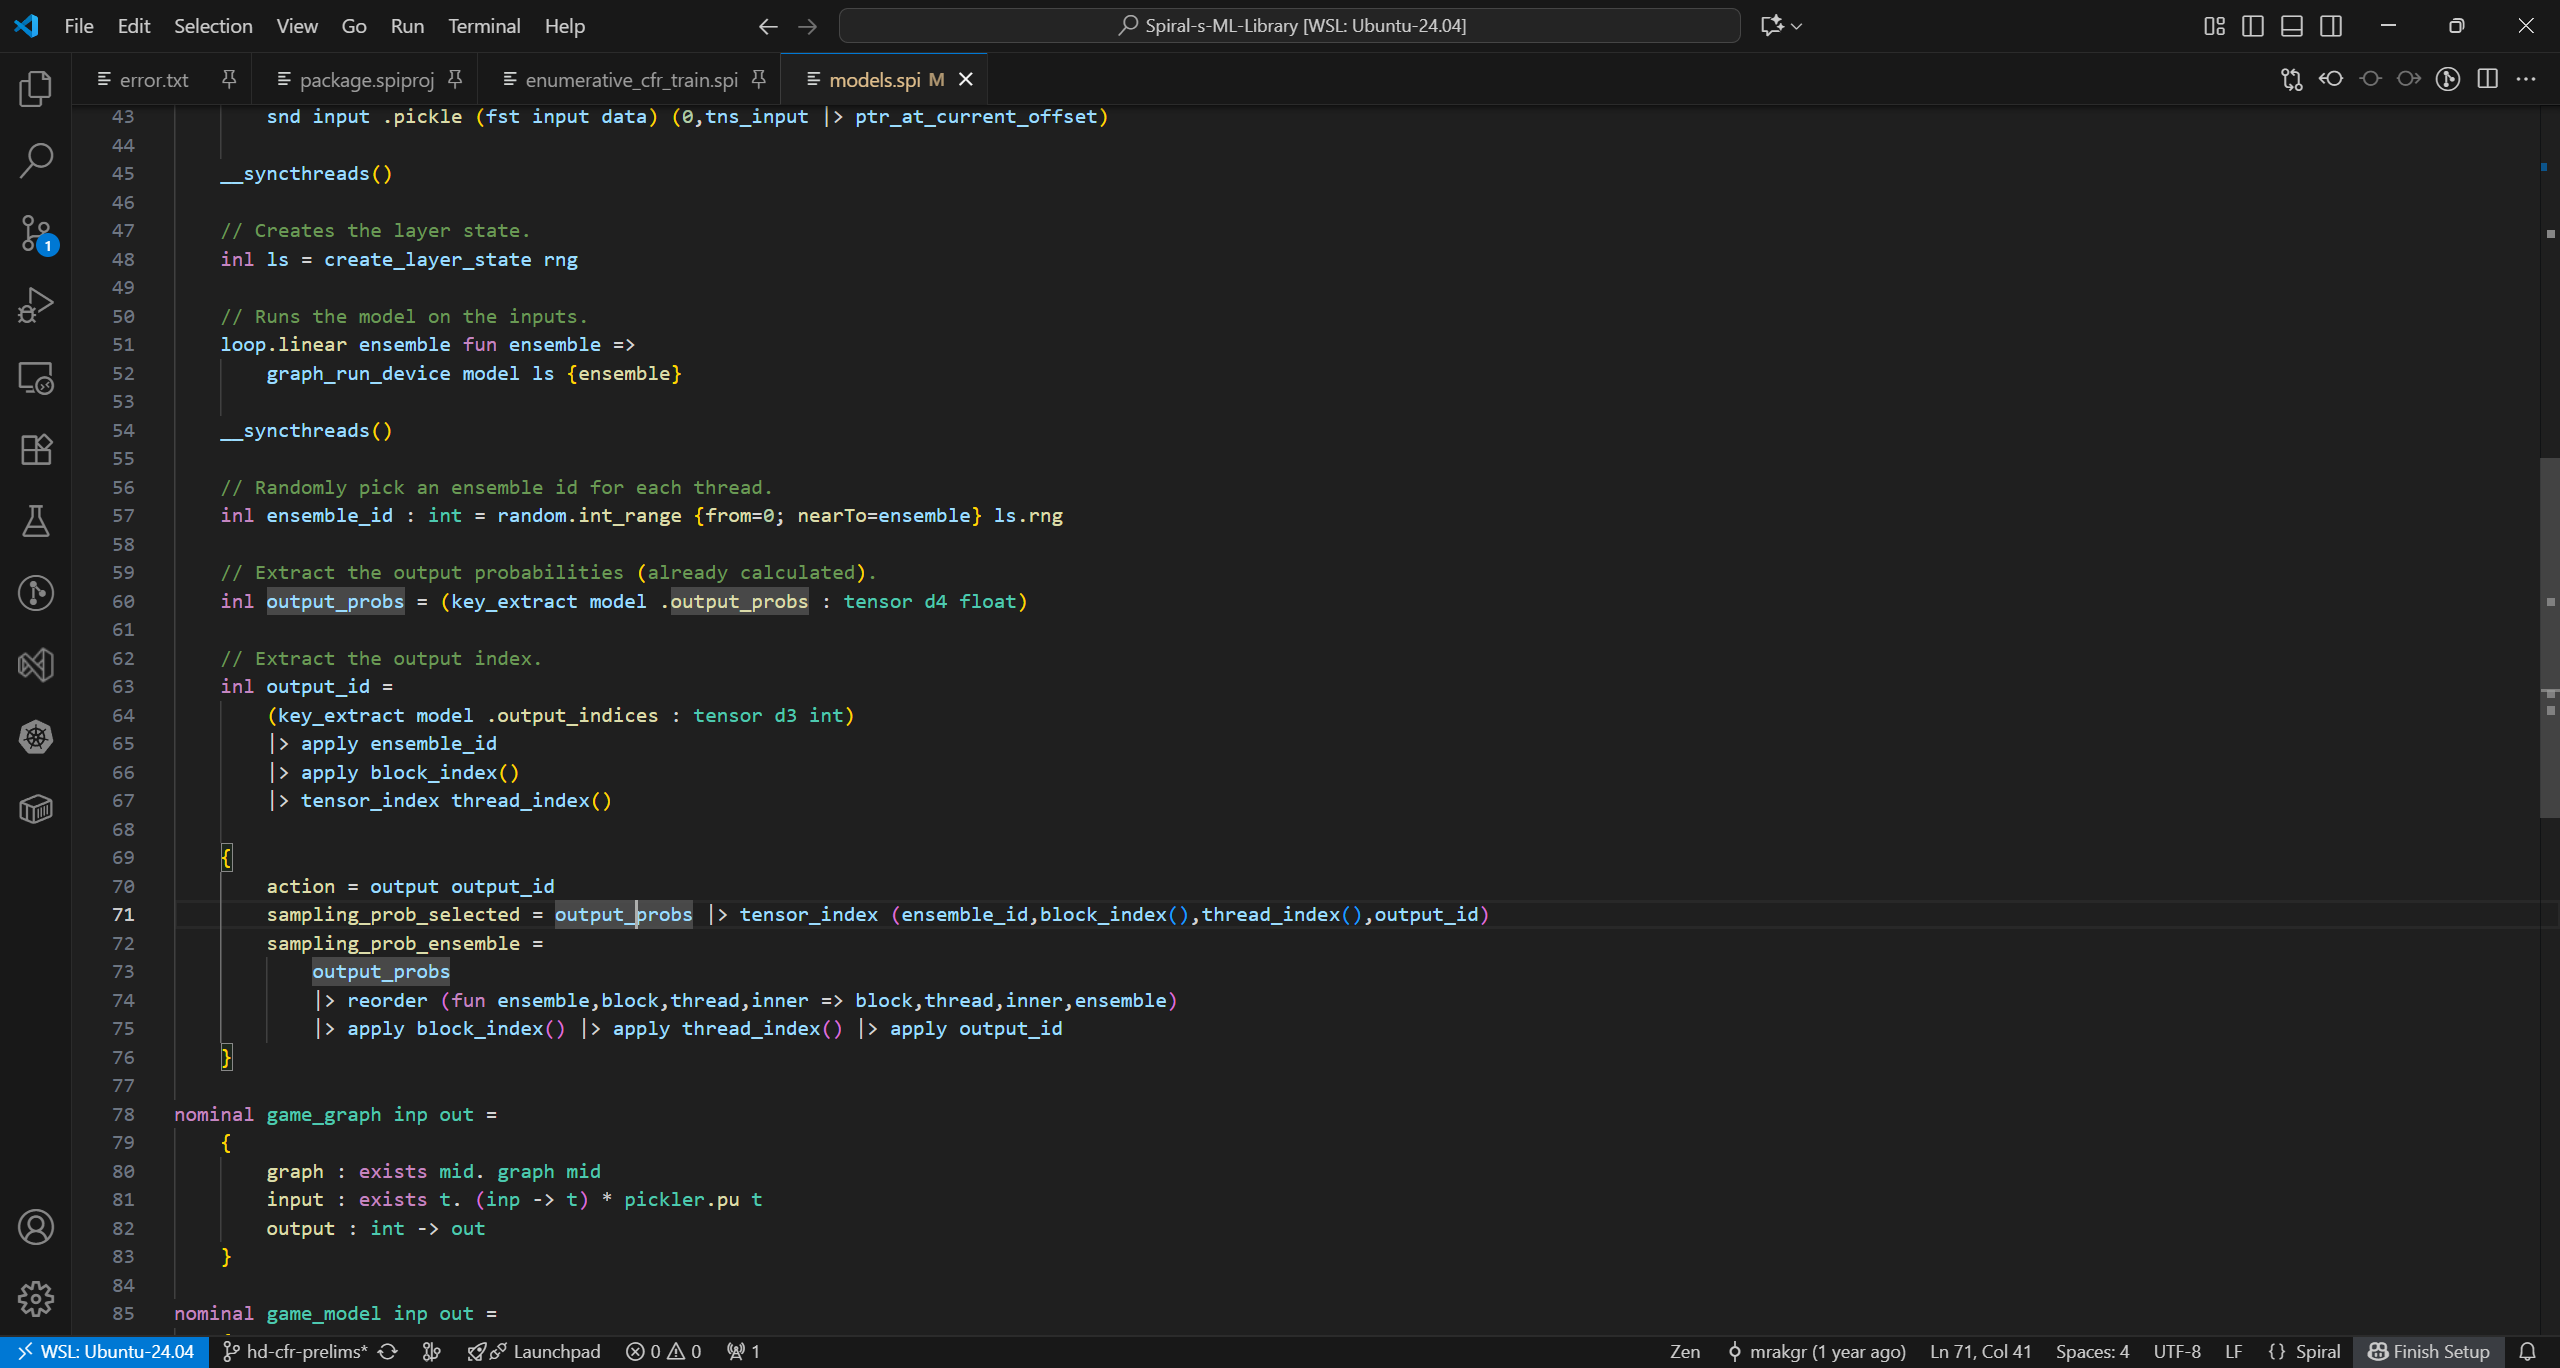 File Edit Selection View Go Run Terminal Help
Spiral-s-ML-Library [WSL: Ubuntu-24.04]
error.txt package.spiproj enumerative_cfr_train.spi models.spi M
43 snd input .pickle (fst input data) (0,tns_input |> ptr_at_current_offset)
44
45 __syncthreads()
46
47 // Creates the layer state.
48 inl ls = create_layer_state rng
49
50 // Runs the model on the inputs.
51 loop.linear ensemble fun ensemble =>
52 graph_run_device model ls {ensemble}
53
54 __syncthreads()
55
56 // Randomly pick an ensemble id for each thread.
57 inl ensemble_id : int = random.int_range {from=0; nearTo=ensemble} ls.rng
58
59 // Extract the output probabilities (already calculated).
60 inl output_probs = (key_extract model .output_probs : tensor d4 float)
61
62 // Extract the output index.
63 inl output_id =
64 (key_extract model .output_indices : tensor d3 int)
65 |> apply ensemble_id
66 |> apply block_index()
67 |> tensor_index thread_index()
68
69 {
70 action = output output_id
71 sampling_prob_selected = output_probs |> tensor_index (ensemble_id,block_index(),thread_index(),output_id)
72 sampling_prob_ensemble =
73 output_probs
74 |> reorder (fun ensemble,block,thread,inner => block,thread,inner,ensemble)
75 |> apply block_index() |> apply thread_index() |> apply output_id
76 }
77
78 nominal game_graph inp out =
79 {
80 graph : exists mid. graph mid
81 input : exists t. (inp -> t) * pickler.pu t
82 output : int -> out
83 }
84
85 nominal game_model inp out =
1
WSL: Ubuntu-24.04 hd-cfr-prelims* Launchpad 0 0 1 Zen mrakgr (1 year ago) Ln 71, Col 41 Spaces: 4 UTF-8 LF {} Spiral Finish Setup